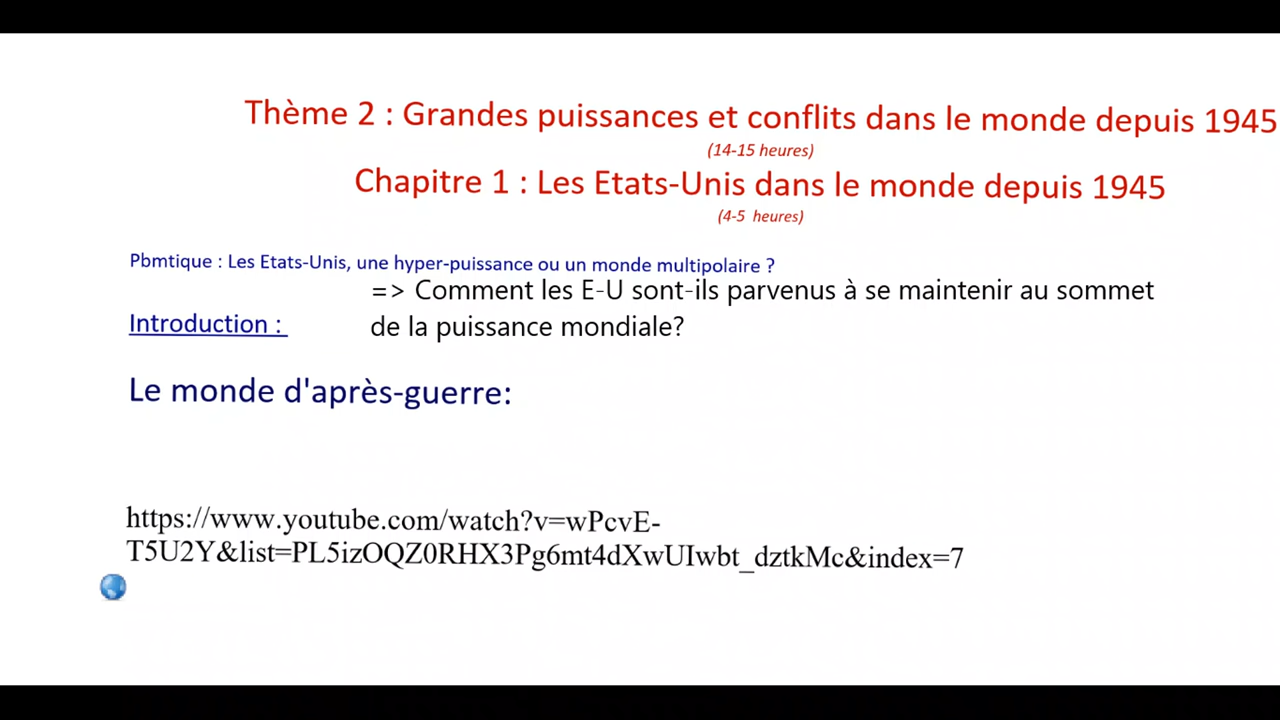 Thème 2 : Grandes puissances et conflits dans le monde depuis 1945
(14-15 heures)
Chapitre 1 : Les Etats-Unis dans le monde depuis 1945
(4-5 heures)
Pbmtique : Les Etats-Unis, une hyper-puissance ou un monde multipolaire ?
=> Comment les E-U sont-ils parvenus à se maintenir au sommet
de la puissance mondiale?
Introduction :
Le monde d'après-guerre:
https://www.youtube.com/watch?v=wPcvE-
T5U2Y&list=PL5izOQZ0RHX3Pg6mt4dXwUIwbt_dztkMc&index=7